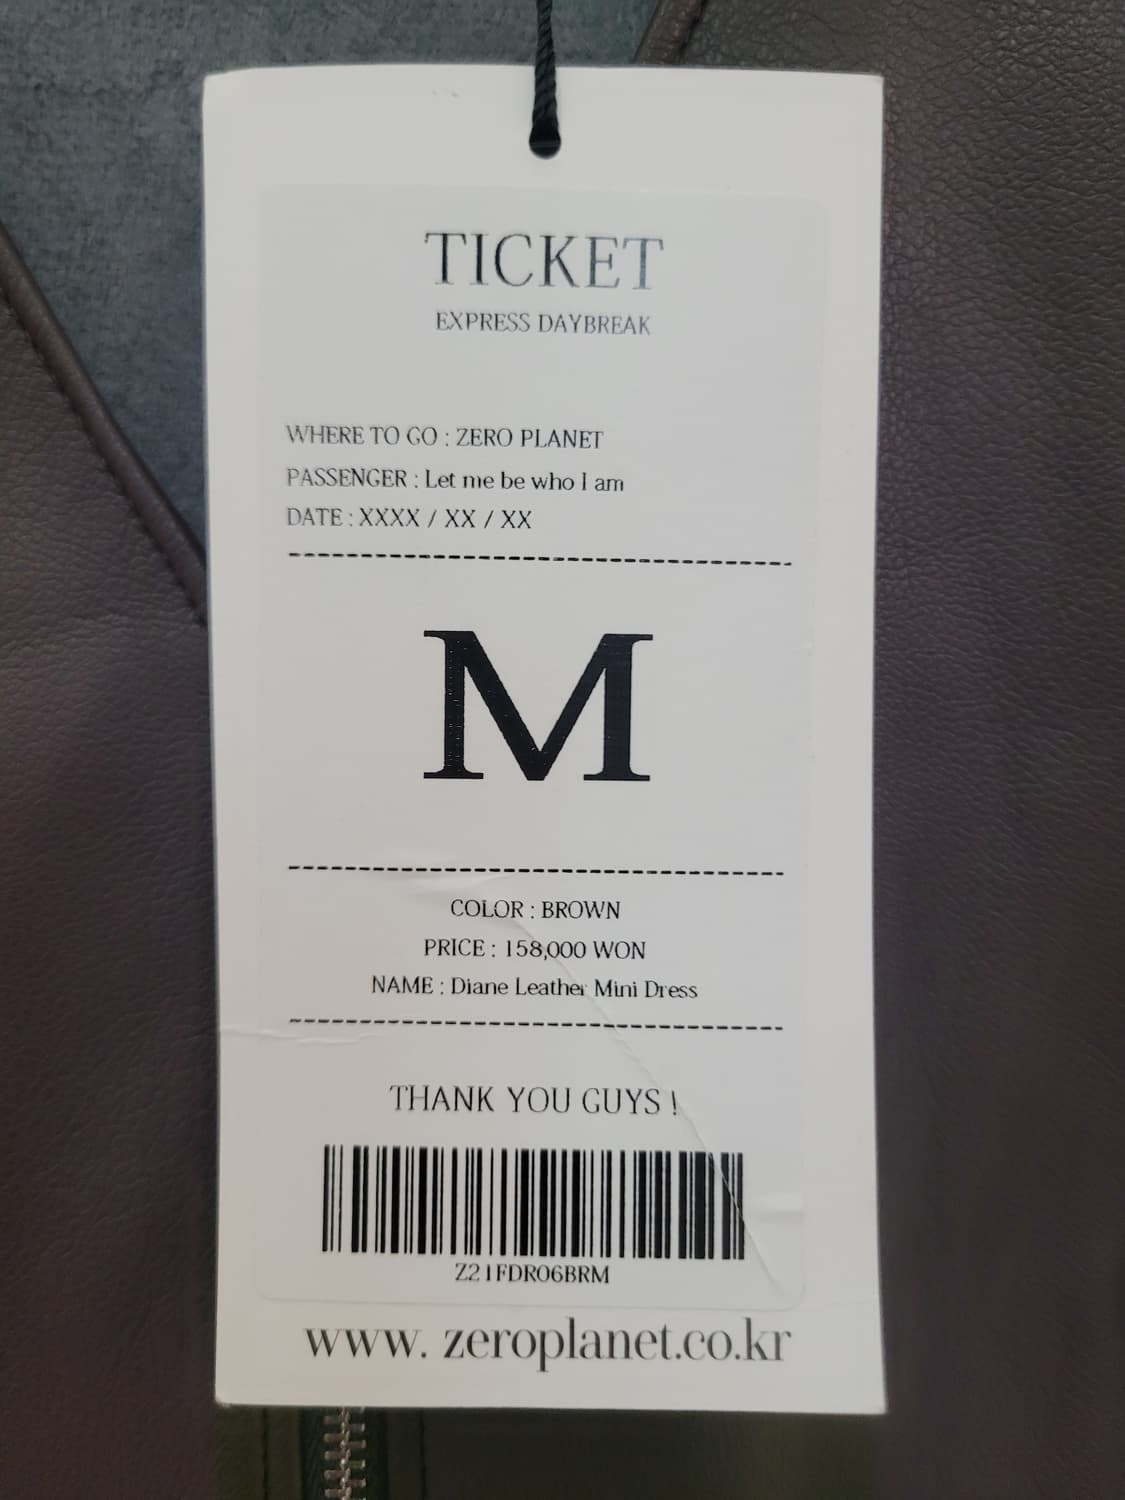 TICKET
EXPRESS DAYBREAK
WHERE TO GO : ZERO PLANET
PASSENGER : Let me be who I am
DATE : XXXX / XX / XX
M
COLOR : BROWN
PRICE : 158,000 WON
NAME : Diane Leather Mini Dress
THANK YOU GUYS !
Z21FDR06BRM
www. zeroplanet.co.kr